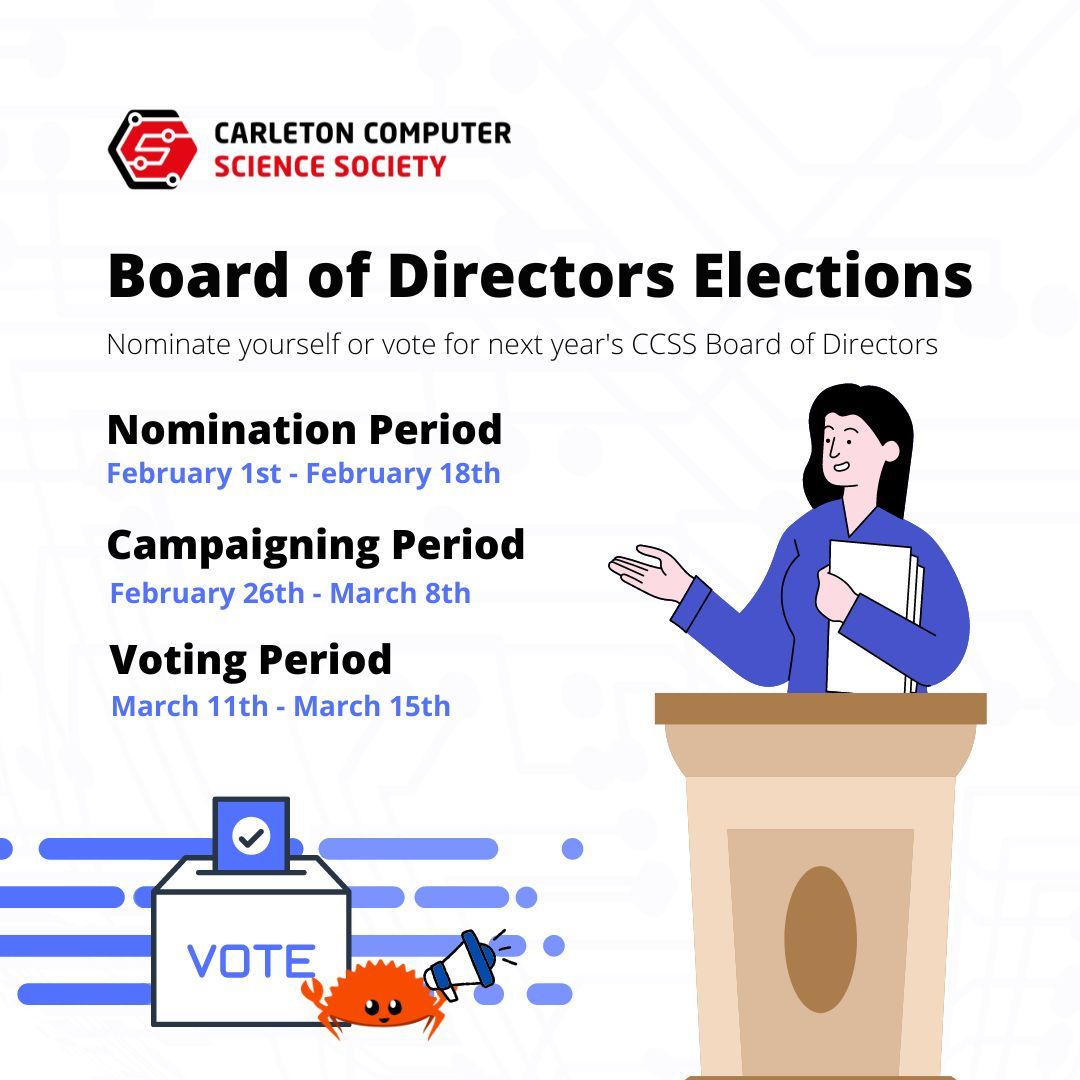 CARLETON COMPUTER
SCIENCE SOCIETY
Board of Directors Elections
Nominate yourself or vote for next year's CCSS Board of Directors
Nomination Period
February 1st - February 18th
Campaigning Period
February 26th - March 8th
Voting Period
March 11th - March 15th
VOTE